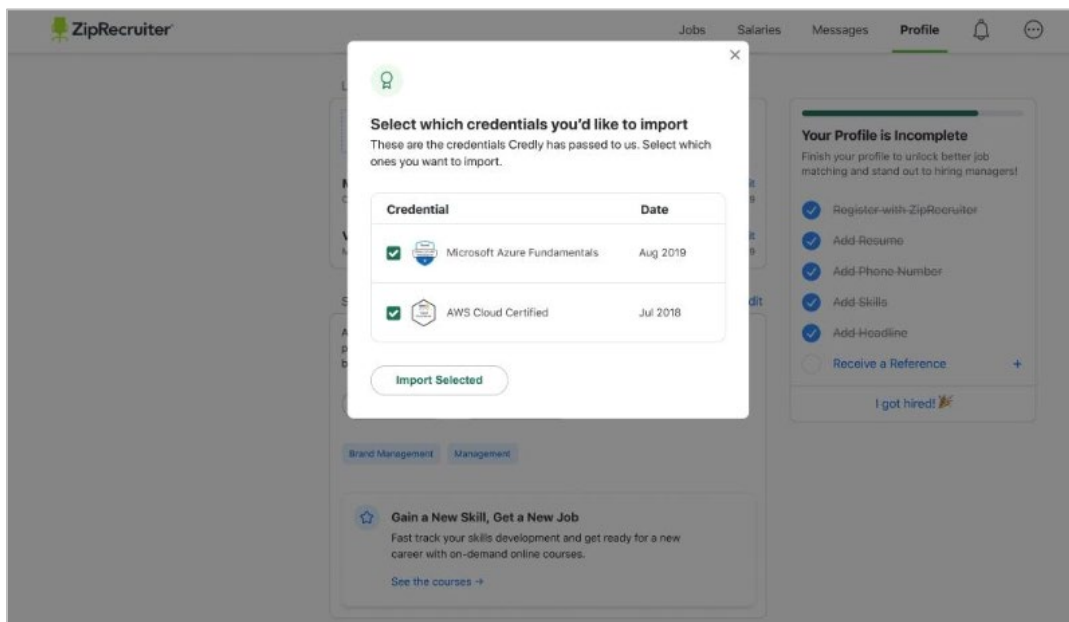 ZipRecruiter
Jobs Salaries Messages Profile
Select which credentials you'd like to import
These are the credentials Credly has passed to us. Select which
ones you want to import.
Credential Date
Microsoft Azure Fundamentals Aug 2019
AWS Cloud Certified Jul 2018
Import Selected
Your Profile is Incomplete
Finish your profile to unlock better job
matching and stand out to hiring managers!
Register with ZipRecruiter
Add Resume
Add Phone Number
Add Skills
Add Headline
Receive a Reference +
I got hired! 🎉
Brand Management Management
Gain a New Skill, Get a New Job
Fast track your skills development and get ready for a new
career with on-demand online courses.
See the courses →